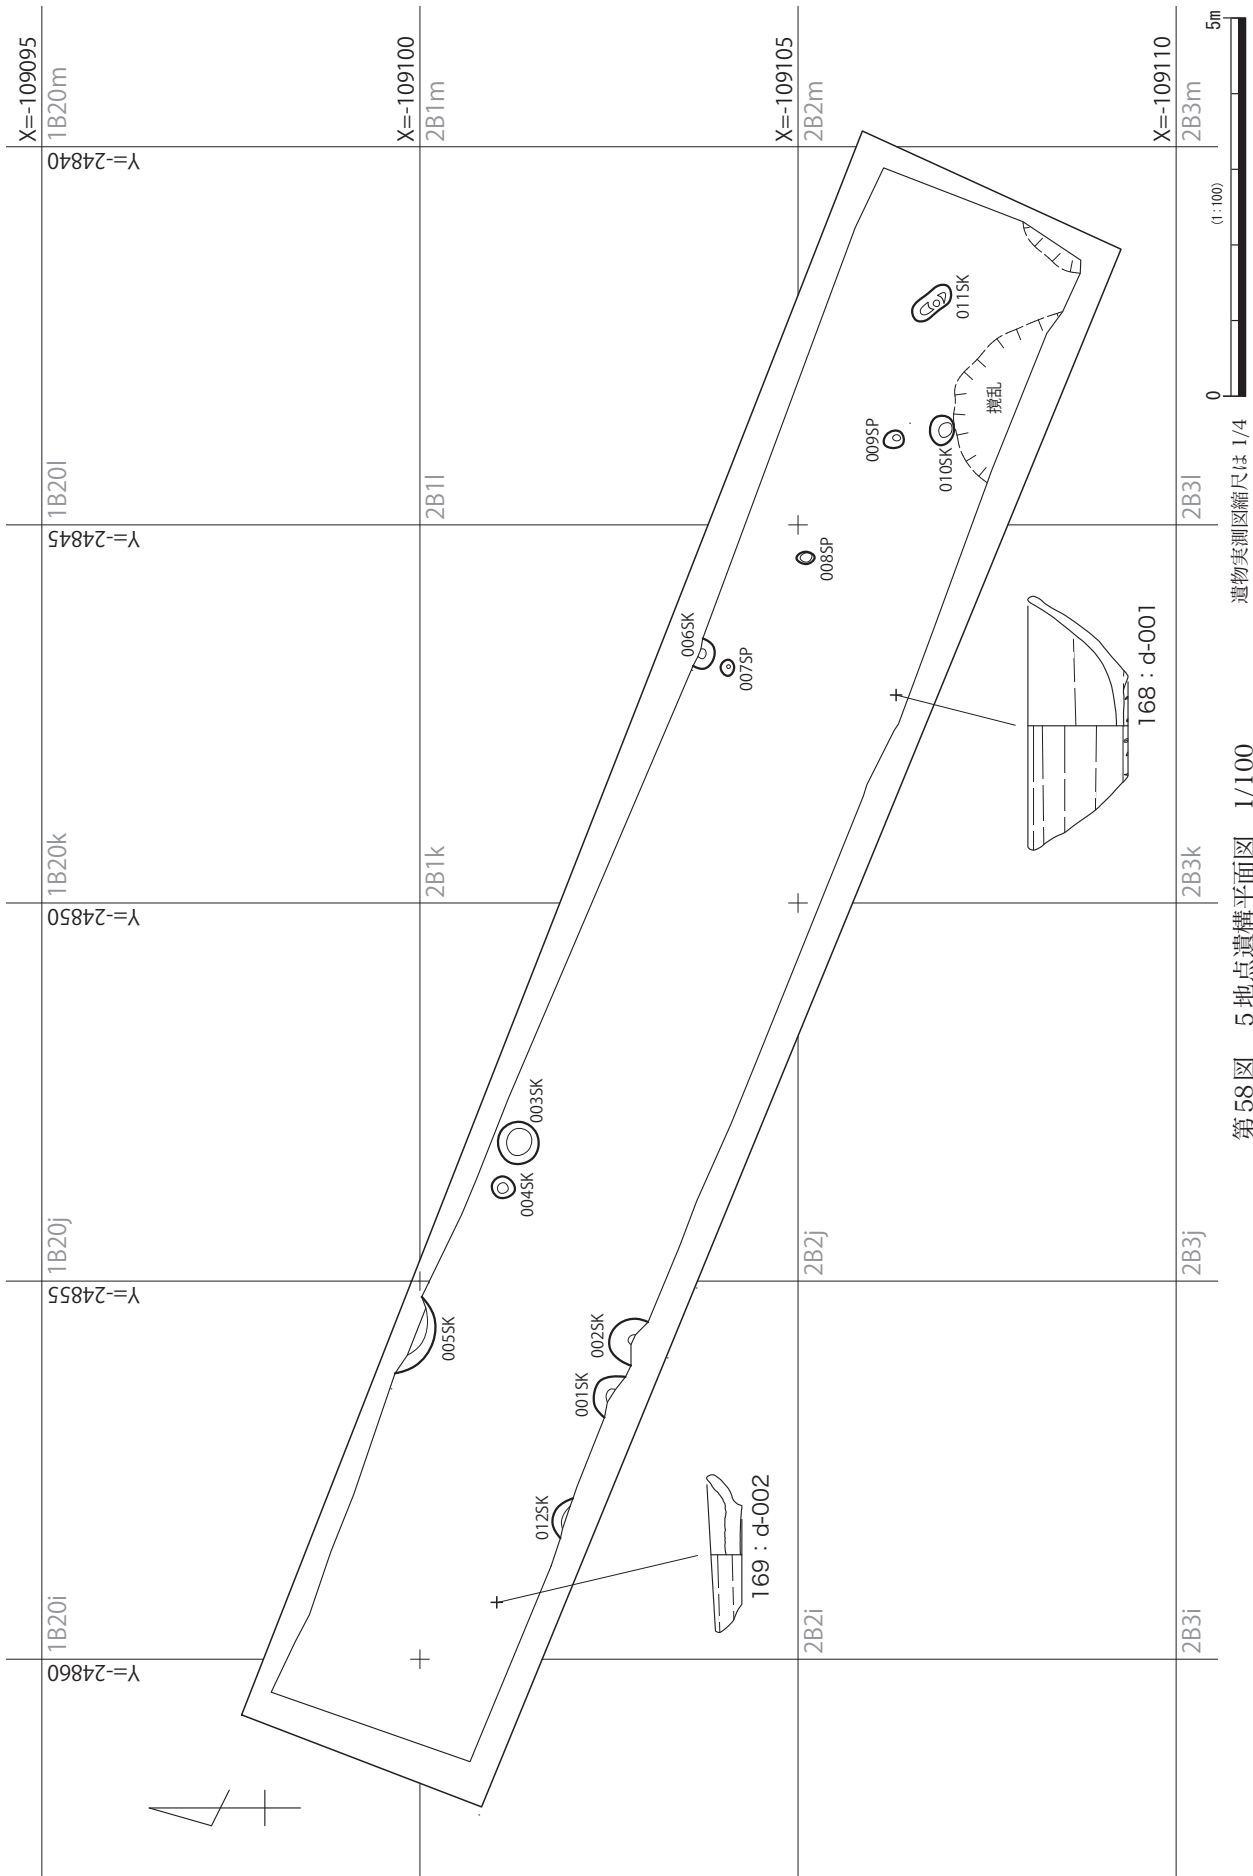 X=-109095
1B20m
X=-109100
2B1m
X=-109105
2B2m
X=-109110
2B3m
Y=-24840
1B20l
2B1l
2B3l
Y=-24845
1B20k
2B1k
2B3k
Y=-24850
1B20j
2B2j
2B3j
Y=-24855
1B20i
2B2i
2B3i
Y=-24860
011SK
撹乱
009SP
010SK
008SP
006SK
007SP
003SK
004SK
005SK
002SK
001SK
012SK
168：d-001
169：d-002
0
(1:100)
5m
遺物実測図縮尺は 1/4
第58図　5地点遺構平面図　1/100